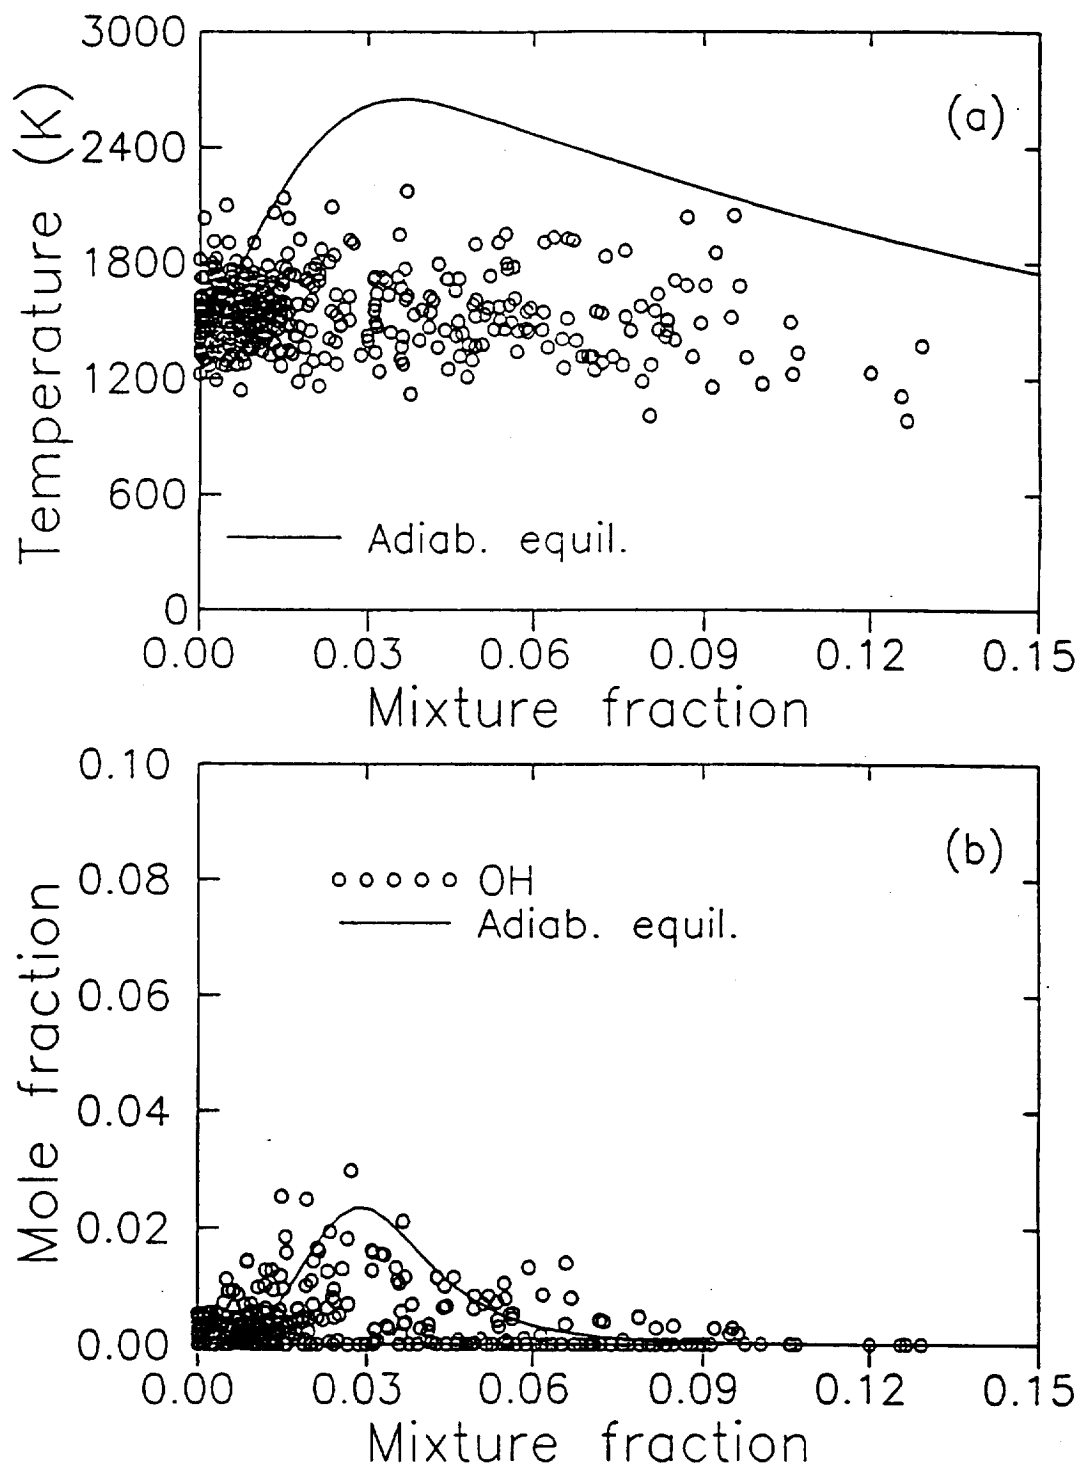 3000
2400
1800
1200
600
0
Temperature (K)
(a)
Adiab. equil.
0.00 0.03 0.06 0.09 0.12 0.15
Mixture fraction
0.10
0.08
0.06
0.04
0.02
0.00
Mole fraction
(b)
OH
Adiab. equil.
0.00 0.03 0.06 0.09 0.12 0.15
Mixture fraction